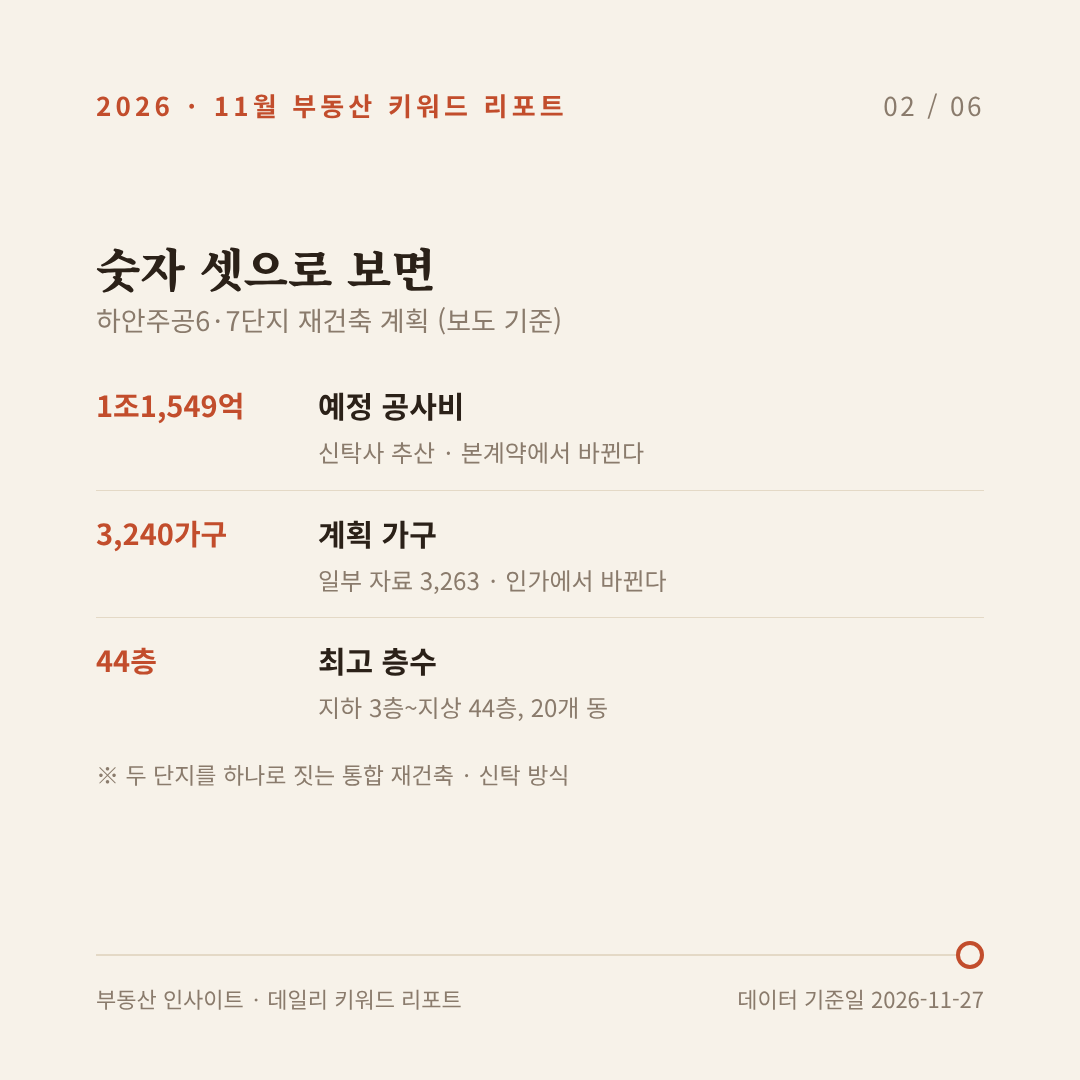 2026 · 11월 부동산 키워드 리포트
02 / 06
숫자 셋으로 보면
하안주공6·7단지 재건축 계획 (보도 기준)
1조1,549억
예정 공사비
신탁사 추산 · 본계약에서 바뀐다
3,240가구
계획 가구
일부 자료 3,263 · 인가에서 바뀐다
44층
최고 층수
지하 3층~지상 44층, 20개 동
※ 두 단지를 하나로 짓는 통합 재건축 · 신탁 방식
부동산 인사이트 · 데일리 키워드 리포트
데이터 기준일 2026-11-27